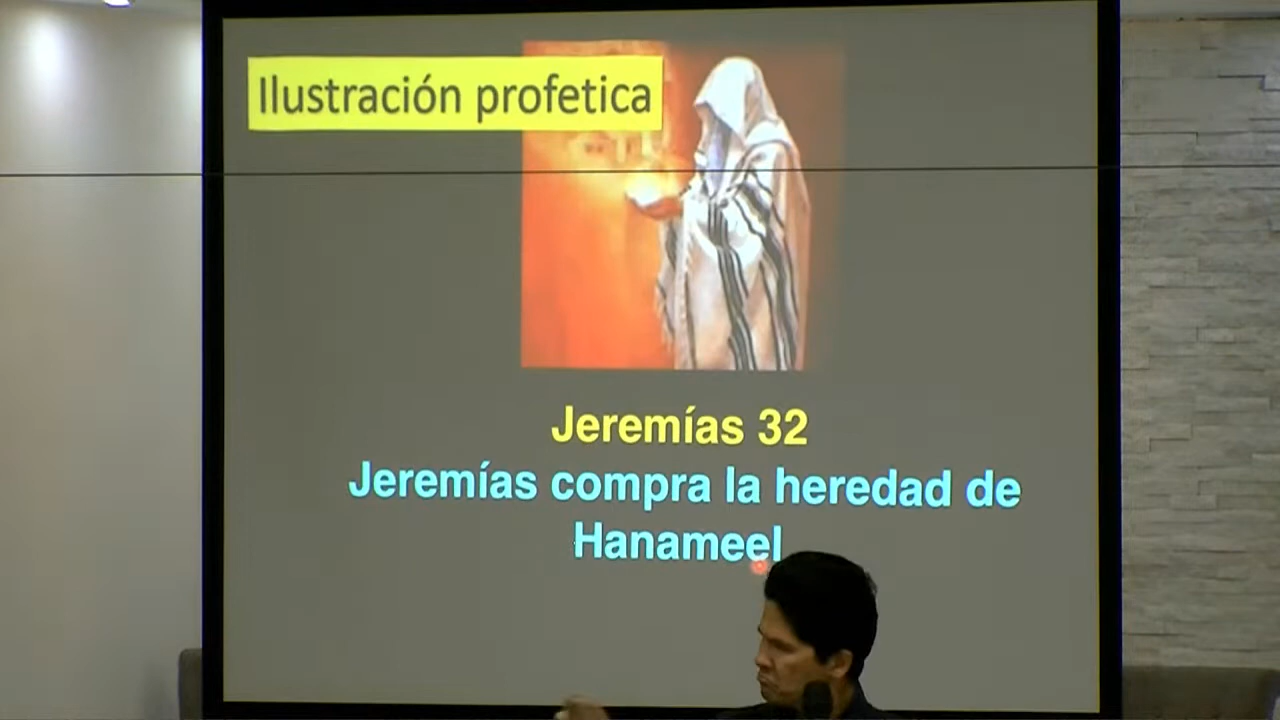 Ilustración profetica
Jeremías 32
Jeremías compra la heredad de
Hanameel